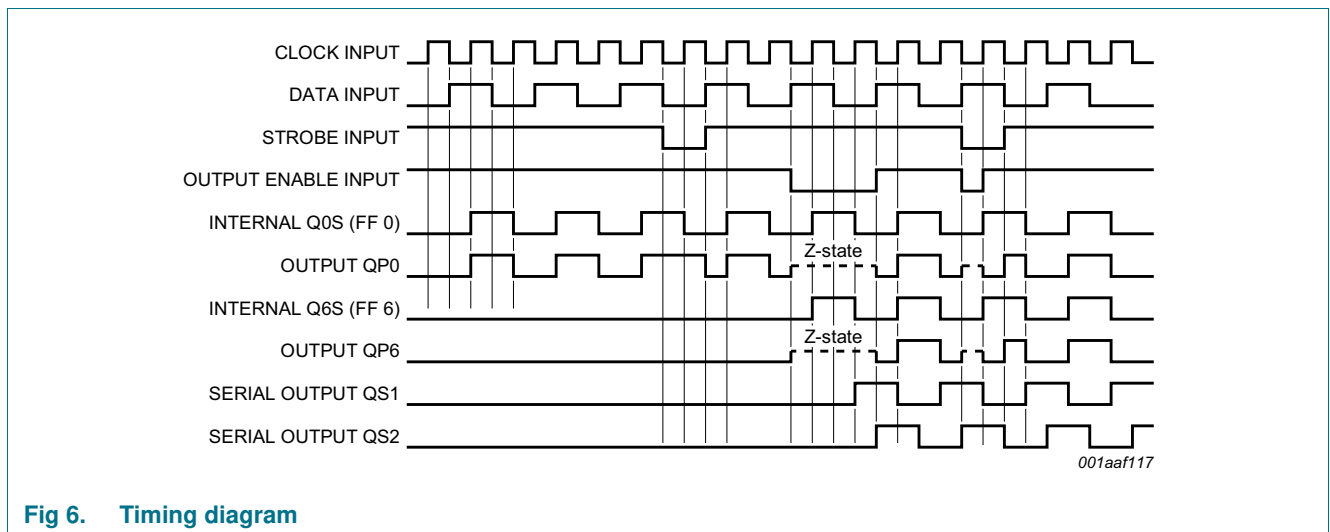 CLOCK INPUT
DATA INPUT
STROBE INPUT
OUTPUT ENABLE INPUT
INTERNAL Q0S (FF 0)
Z-state
OUTPUT QP0
INTERNAL Q6S (FF 6)
Z-state
OUTPUT QP6
SERIAL OUTPUT QS1
SERIAL OUTPUT QS2
001aaf117
Fig 6. Timing diagram